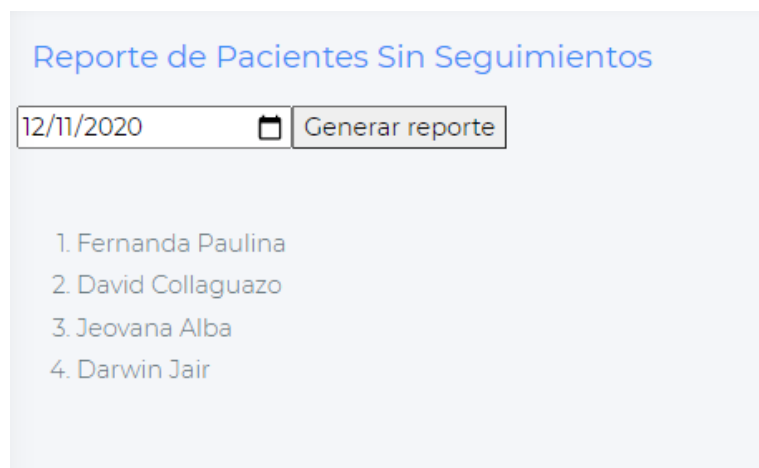 Reporte de Pacientes Sin Seguimientos
12/11/2020 Generar reporte
1. Fernanda Paulina
2. David Collaguazo
3. Jeovana Alba
4. Darwin Jair